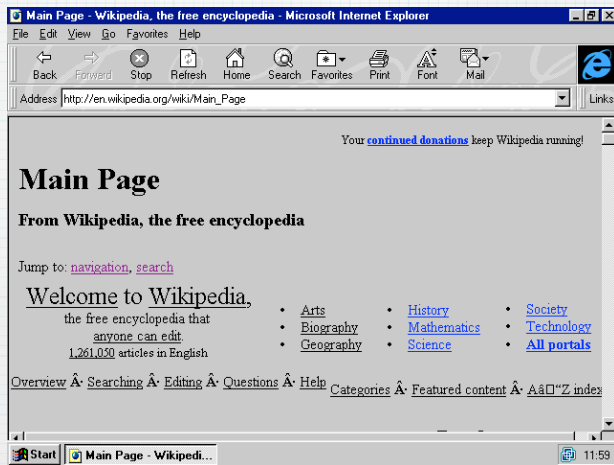 Main Page - Wikipedia, the free encyclopedia - Microsoft Internet Explorer
File Edit View Go Favorites Help
Back Forward Stop Refresh Home Search Favorites Print Font Mail
Address http://en.wikipedia.org/wiki/Main_Page Links
Your continued donations keep Wikipedia running!
Main Page
From Wikipedia, the free encyclopedia
Jump to: navigation, search
Welcome to Wikipedia,
the free encyclopedia that
anyone can edit.
1,261,050 articles in English
• Arts • History • Society
• Biography • Mathematics • Technology
• Geography • Science • All portals
Overview Â· Searching Â· Editing Â· Questions Â· Help
Categories Â· Featured content Â· Aâ□“Z index
Start Main Page - Wikipedi... 11:59